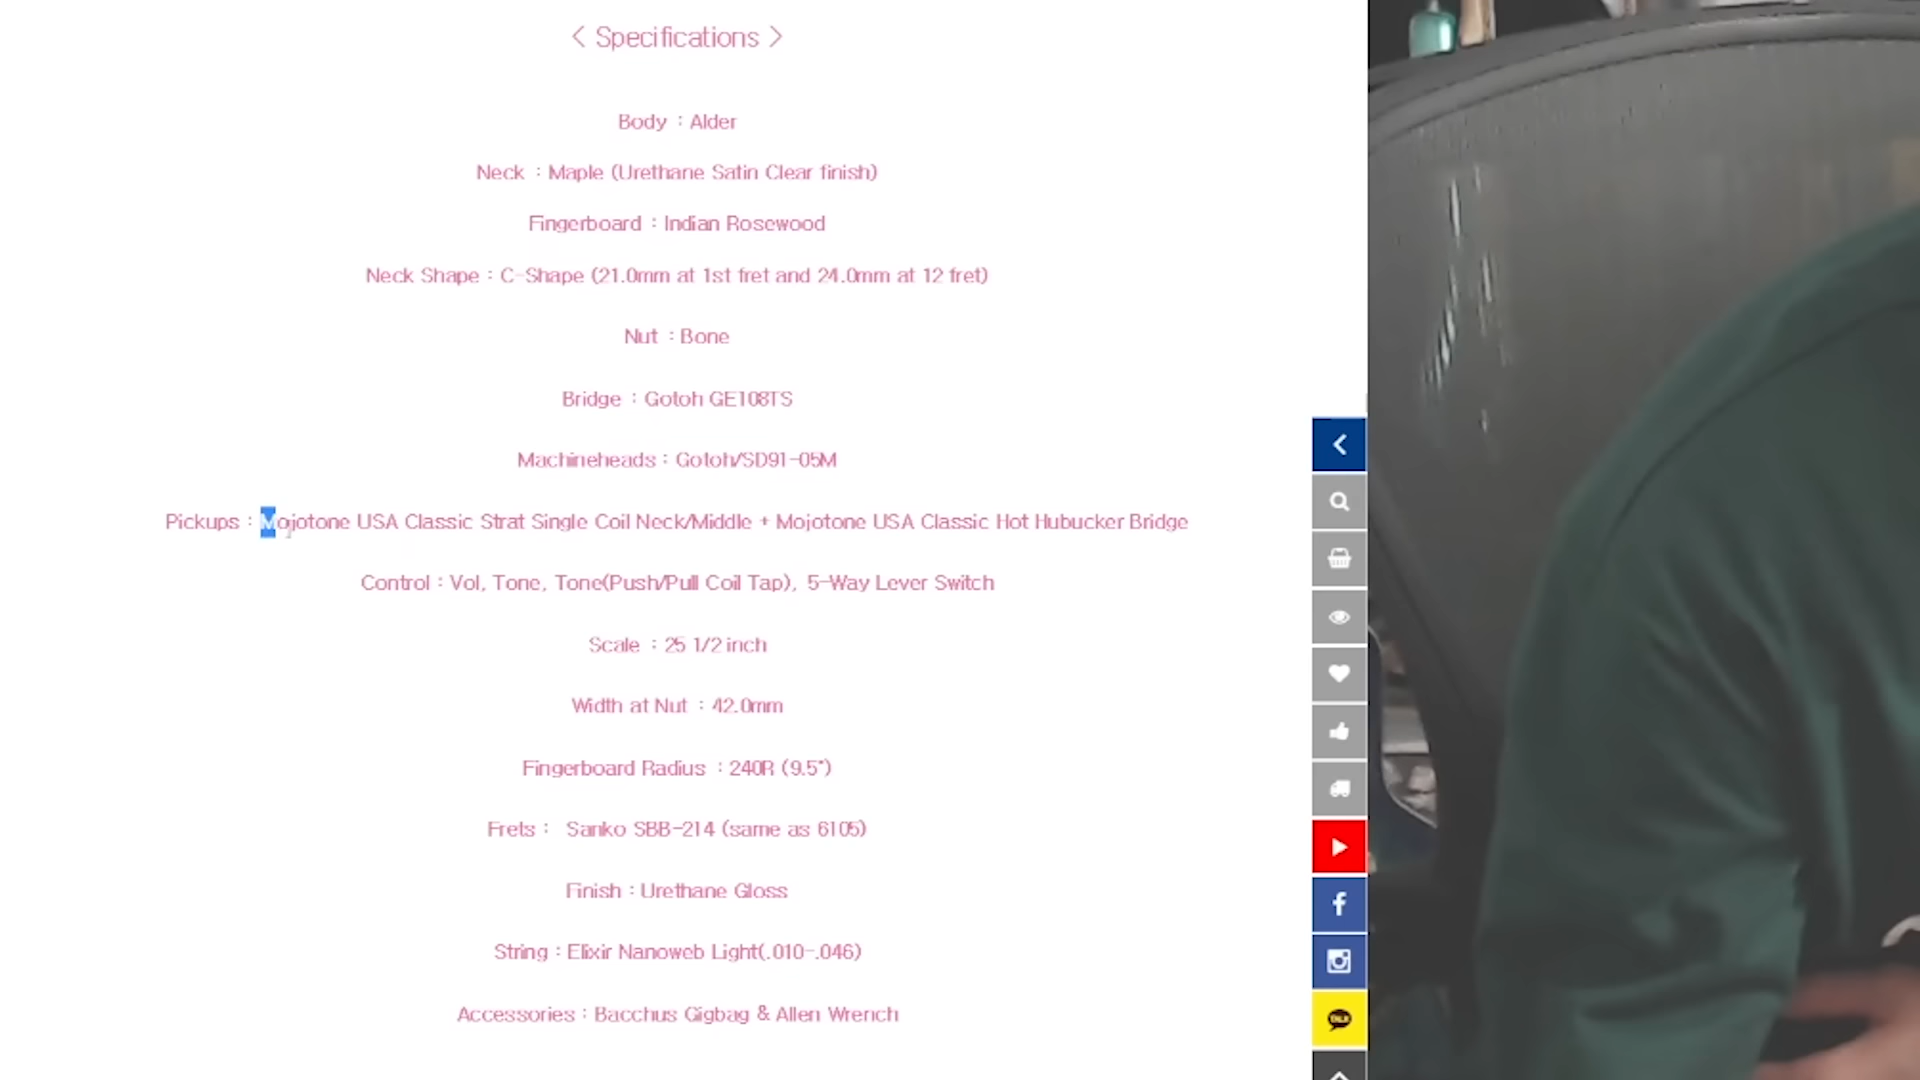 < Specifications >
Body : Alder
Neck : Maple (Urethane Satin Clear finish)
Fingerboard : Indian Rosewood
Neck Shape : C-Shape (21.0mm at 1st fret and 24.0mm at 12 fret)
Nut : Bone
Bridge : Gotoh GE108TS
Machineheads : Gotoh/SD91-05M
Pickups : Mojotone USA Classic Strat Single Coil Neck/Middle + Mojotone USA Classic Hot Hubucker Bridge
Control : Vol, Tone, Tone(Push/Pull Coil Tap), 5-Way Lever Switch
Scale : 25 1/2 inch
Width at Nut : 42.0mm
Fingerboard Radius : 240R (9.5")
Frets : Sanko SBB-214 (same as 6105)
Finish : Urethane Gloss
String : Elixir Nanoweb Light(.010-.046)
Accessories : Bacchus Gigbag & Allen Wrench
TALK